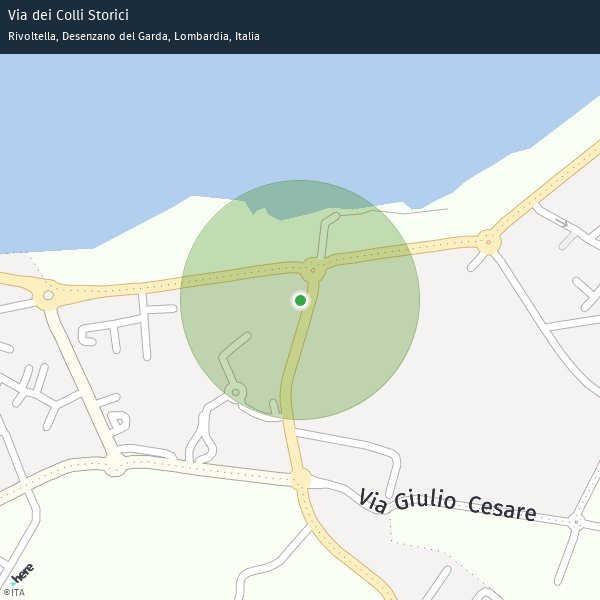 Via dei Colli Storici
Rivoltella, Desenzano del Garda, Lombardia, Italia
Via Giulio Cesare
here
©ITA